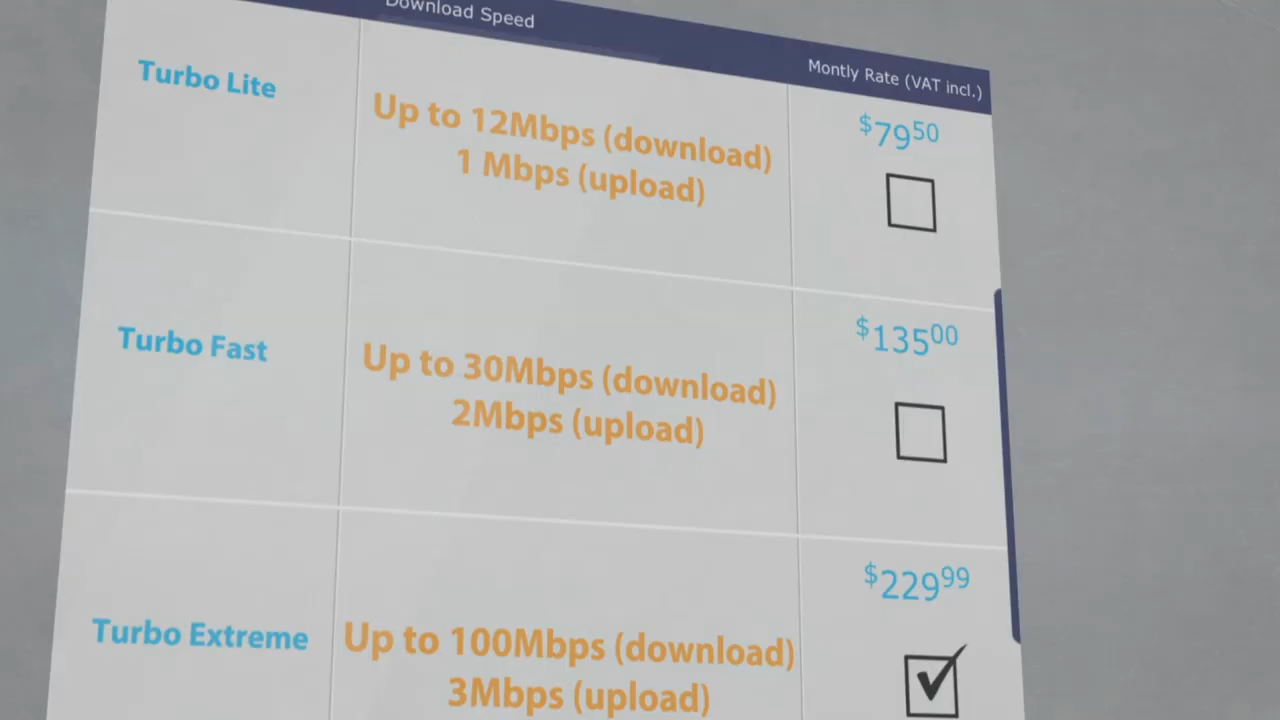 Download Speed
Montly Rate (VAT incl.)
Turbo Lite
Up to 12Mbps (download)
1 Mbps (upload)
$7950
Turbo Fast
Up to 30Mbps (download)
2Mbps (upload)
$13500
Turbo Extreme
Up to 100Mbps (download)
3Mbps (upload)
$22999